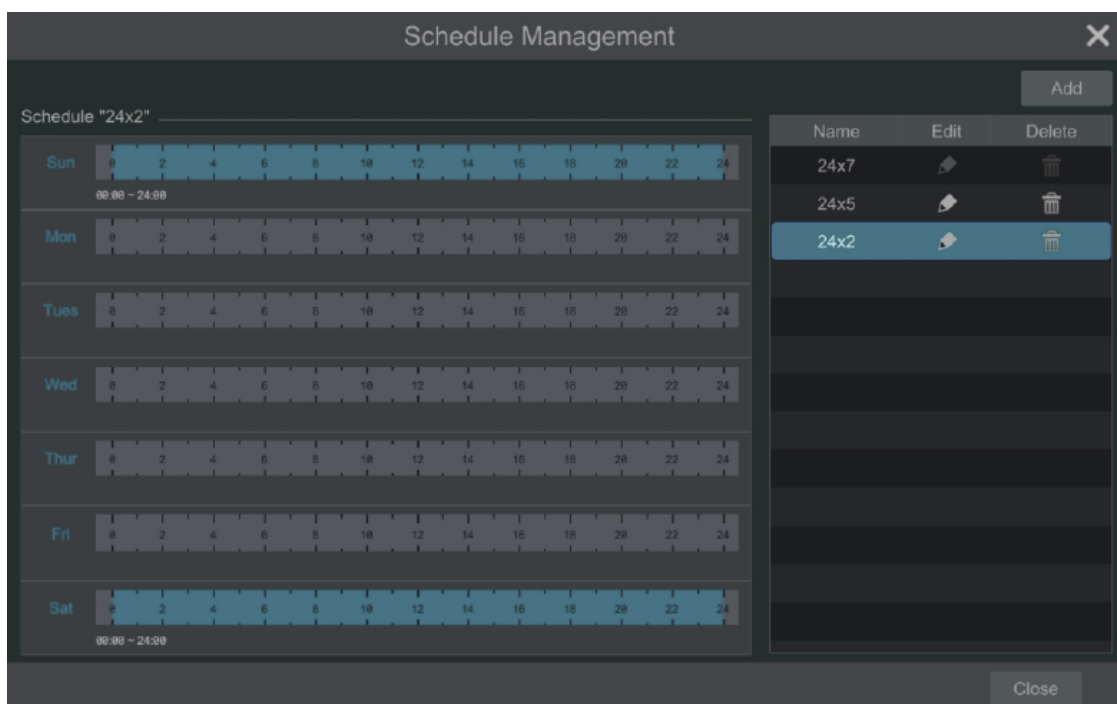 Schedule Management
Add
Schedule "24x2"
Name Edit Delete
Sun 0 2 4 6 8 10 12 14 16 18 20 22 24
00:00 ~ 24:00
24x7
24x5
Mon 0 2 4 6 8 10 12 14 16 18 20 22 24
24x2
Tues 0 2 4 6 8 10 12 14 16 18 20 22 24
Wed 0 2 4 6 8 10 12 14 16 18 20 22 24
Thur 0 2 4 6 8 10 12 14 16 18 20 22 24
Fri 0 2 4 6 8 10 12 14 16 18 20 22 24
Sat 0 2 4 6 8 10 12 14 16 18 20 22 24
00:00 ~ 24:00
Close